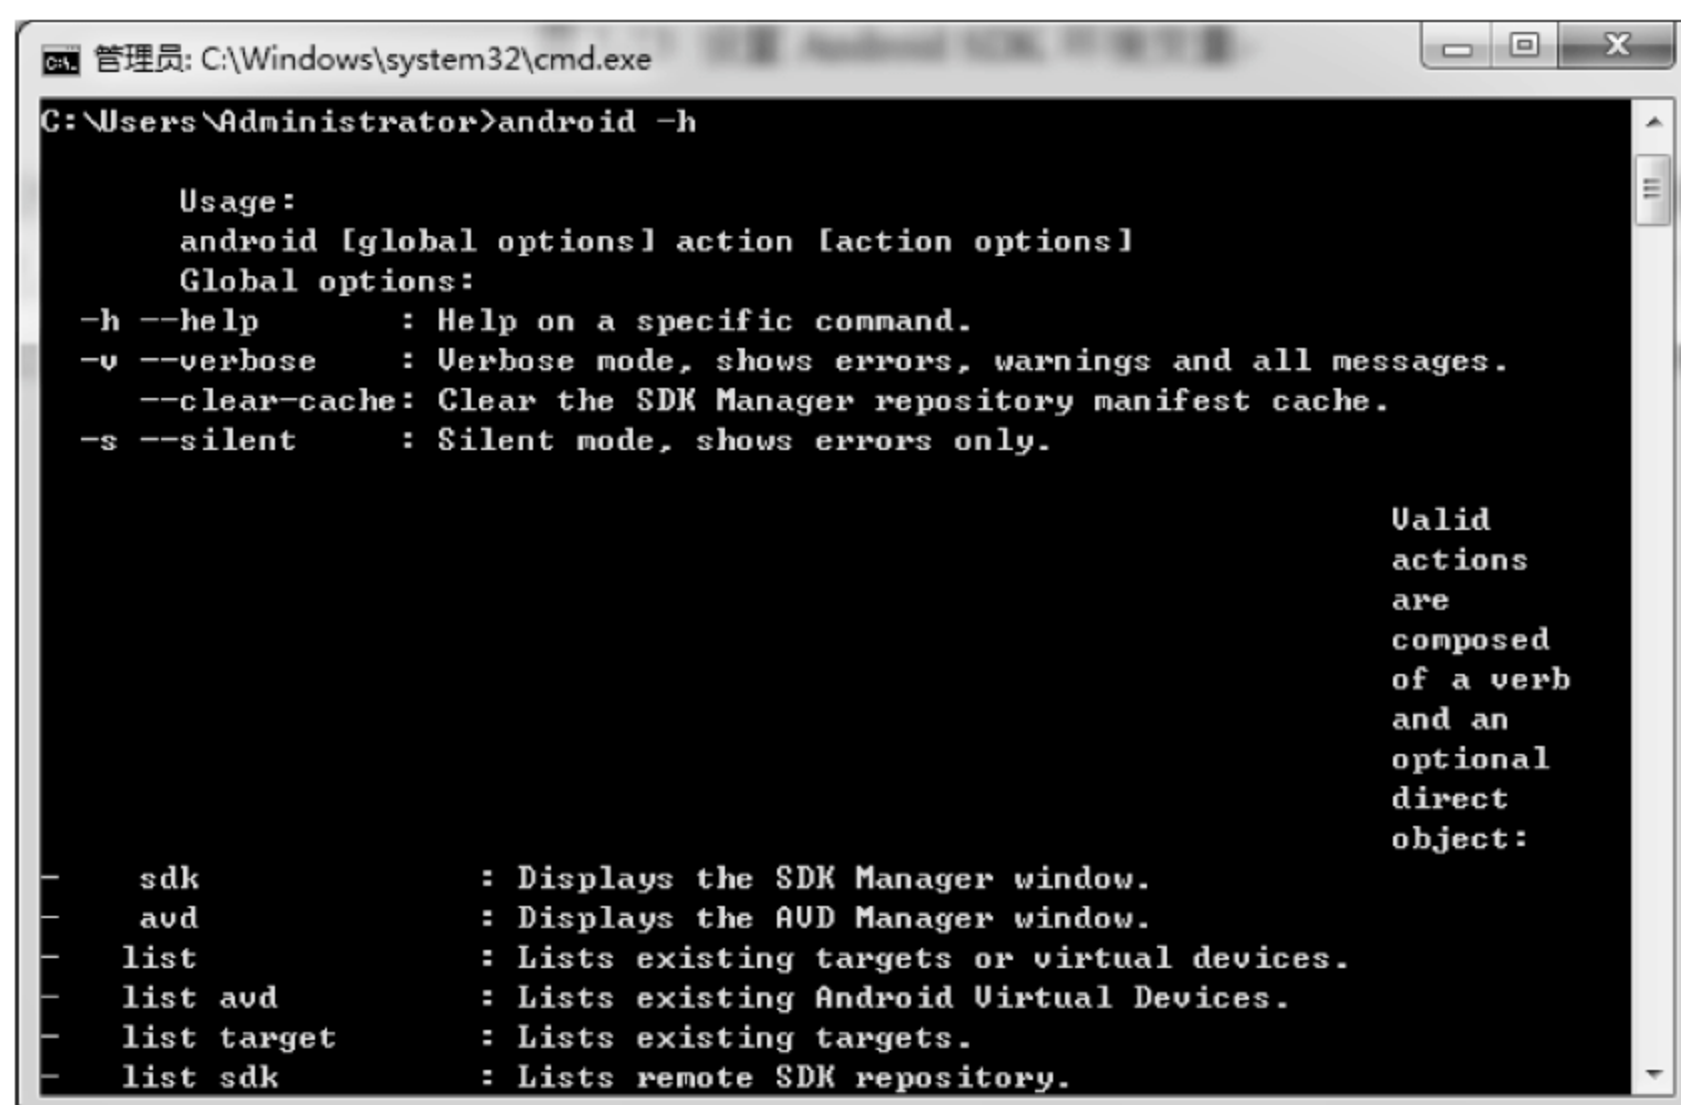 管理员: C:\Windows\system32\cmd.exe
C:\Users\Administrator>android -h
Usage:
android [global options] action [action options]
Global options:
-h --help : Help on a specific command.
-v --verbose : Verbose mode, shows errors, warnings and all messages.
--clear-cache: Clear the SDK Manager repository manifest cache.
-s --silent : Silent mode, shows errors only.
Valid
actions
are
composed
of a verb
and an
optional
direct
object:
- sdk : Displays the SDK Manager window.
- avd : Displays the AVD Manager window.
- list : Lists existing targets or virtual devices.
- list avd : Lists existing Android Virtual Devices.
- list target : Lists existing targets.
- list sdk : Lists remote SDK repository.